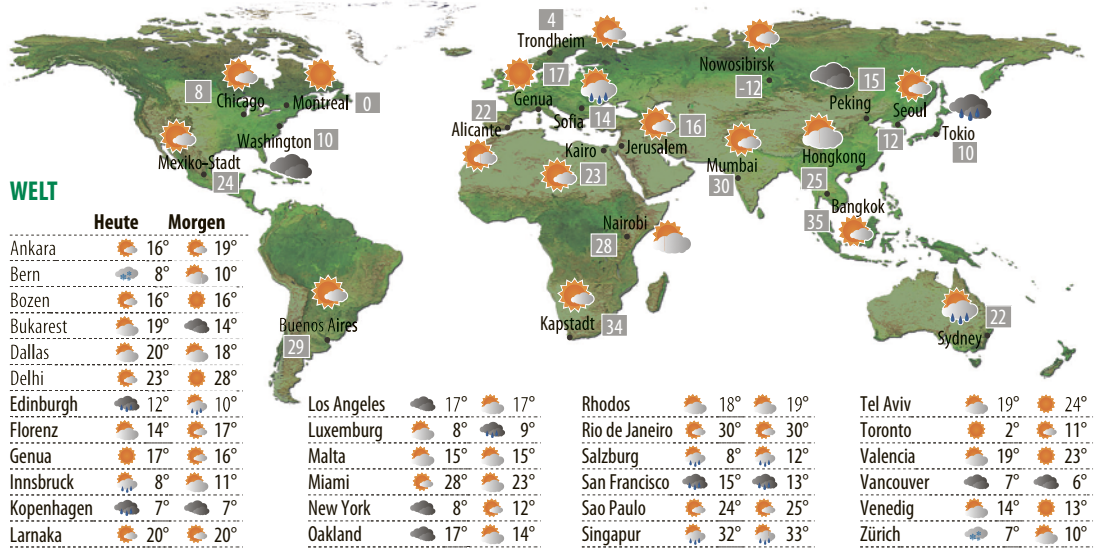 4
Trondheim
Nowosibirsk
-12
8
Chicago
Montreal
0
17
Genua
Sofia
14
15
Peking
Seoul
12
Tokio
10
Washington
10
22
Alicante
16
Jerusalem
Kairo
23
Mumbai
30
Hongkong
25
Mexiko-Stadt
24
Bangkok
35
Nairobi
28
Buenos Aires
29
Kapstadt
34
22
Sydney
WELT
Heute Morgen
Ankara 16° 19°
Bern 8° 10°
Bozen 16° 16°
Bukarest 19° 14°
Dallas 20° 18°
Delhi 23° 28°
Edinburgh 12° 10°
Florenz 14° 17°
Genua 17° 16°
Innsbruck 8° 11°
Kopenhagen 7° 7°
Larnaka 20° 20°
Los Angeles 17° 17°
Luxemburg 8° 9°
Malta 15° 15°
Miami 28° 23°
New York 8° 12°
Oakland 17° 14°
Rhodos 18° 19°
Rio de Janeiro 30° 30°
Salzburg 8° 12°
San Francisco 15° 13°
Sao Paulo 24° 25°
Singapur 32° 33°
Tel Aviv 19° 24°
Toronto 2° 11°
Valencia 19° 23°
Vancouver 7° 6°
Venedig 14° 13°
Zürich 7° 10°